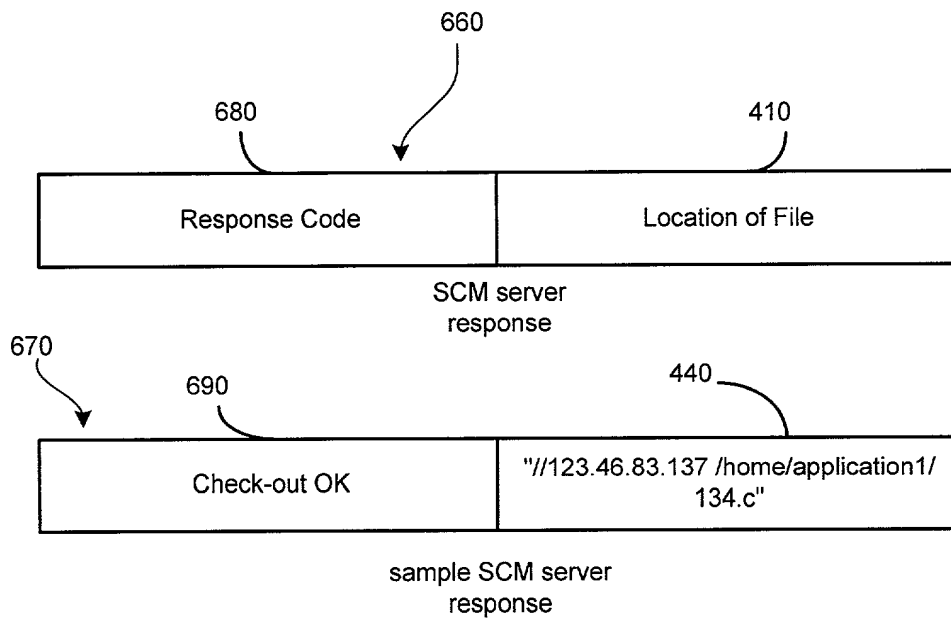 660
680
410
Response Code
Location of File
SCM server
response
670
690
440
Check-out OK
"//123.46.83.137 /home/application1/
134.c"
sample SCM server
response